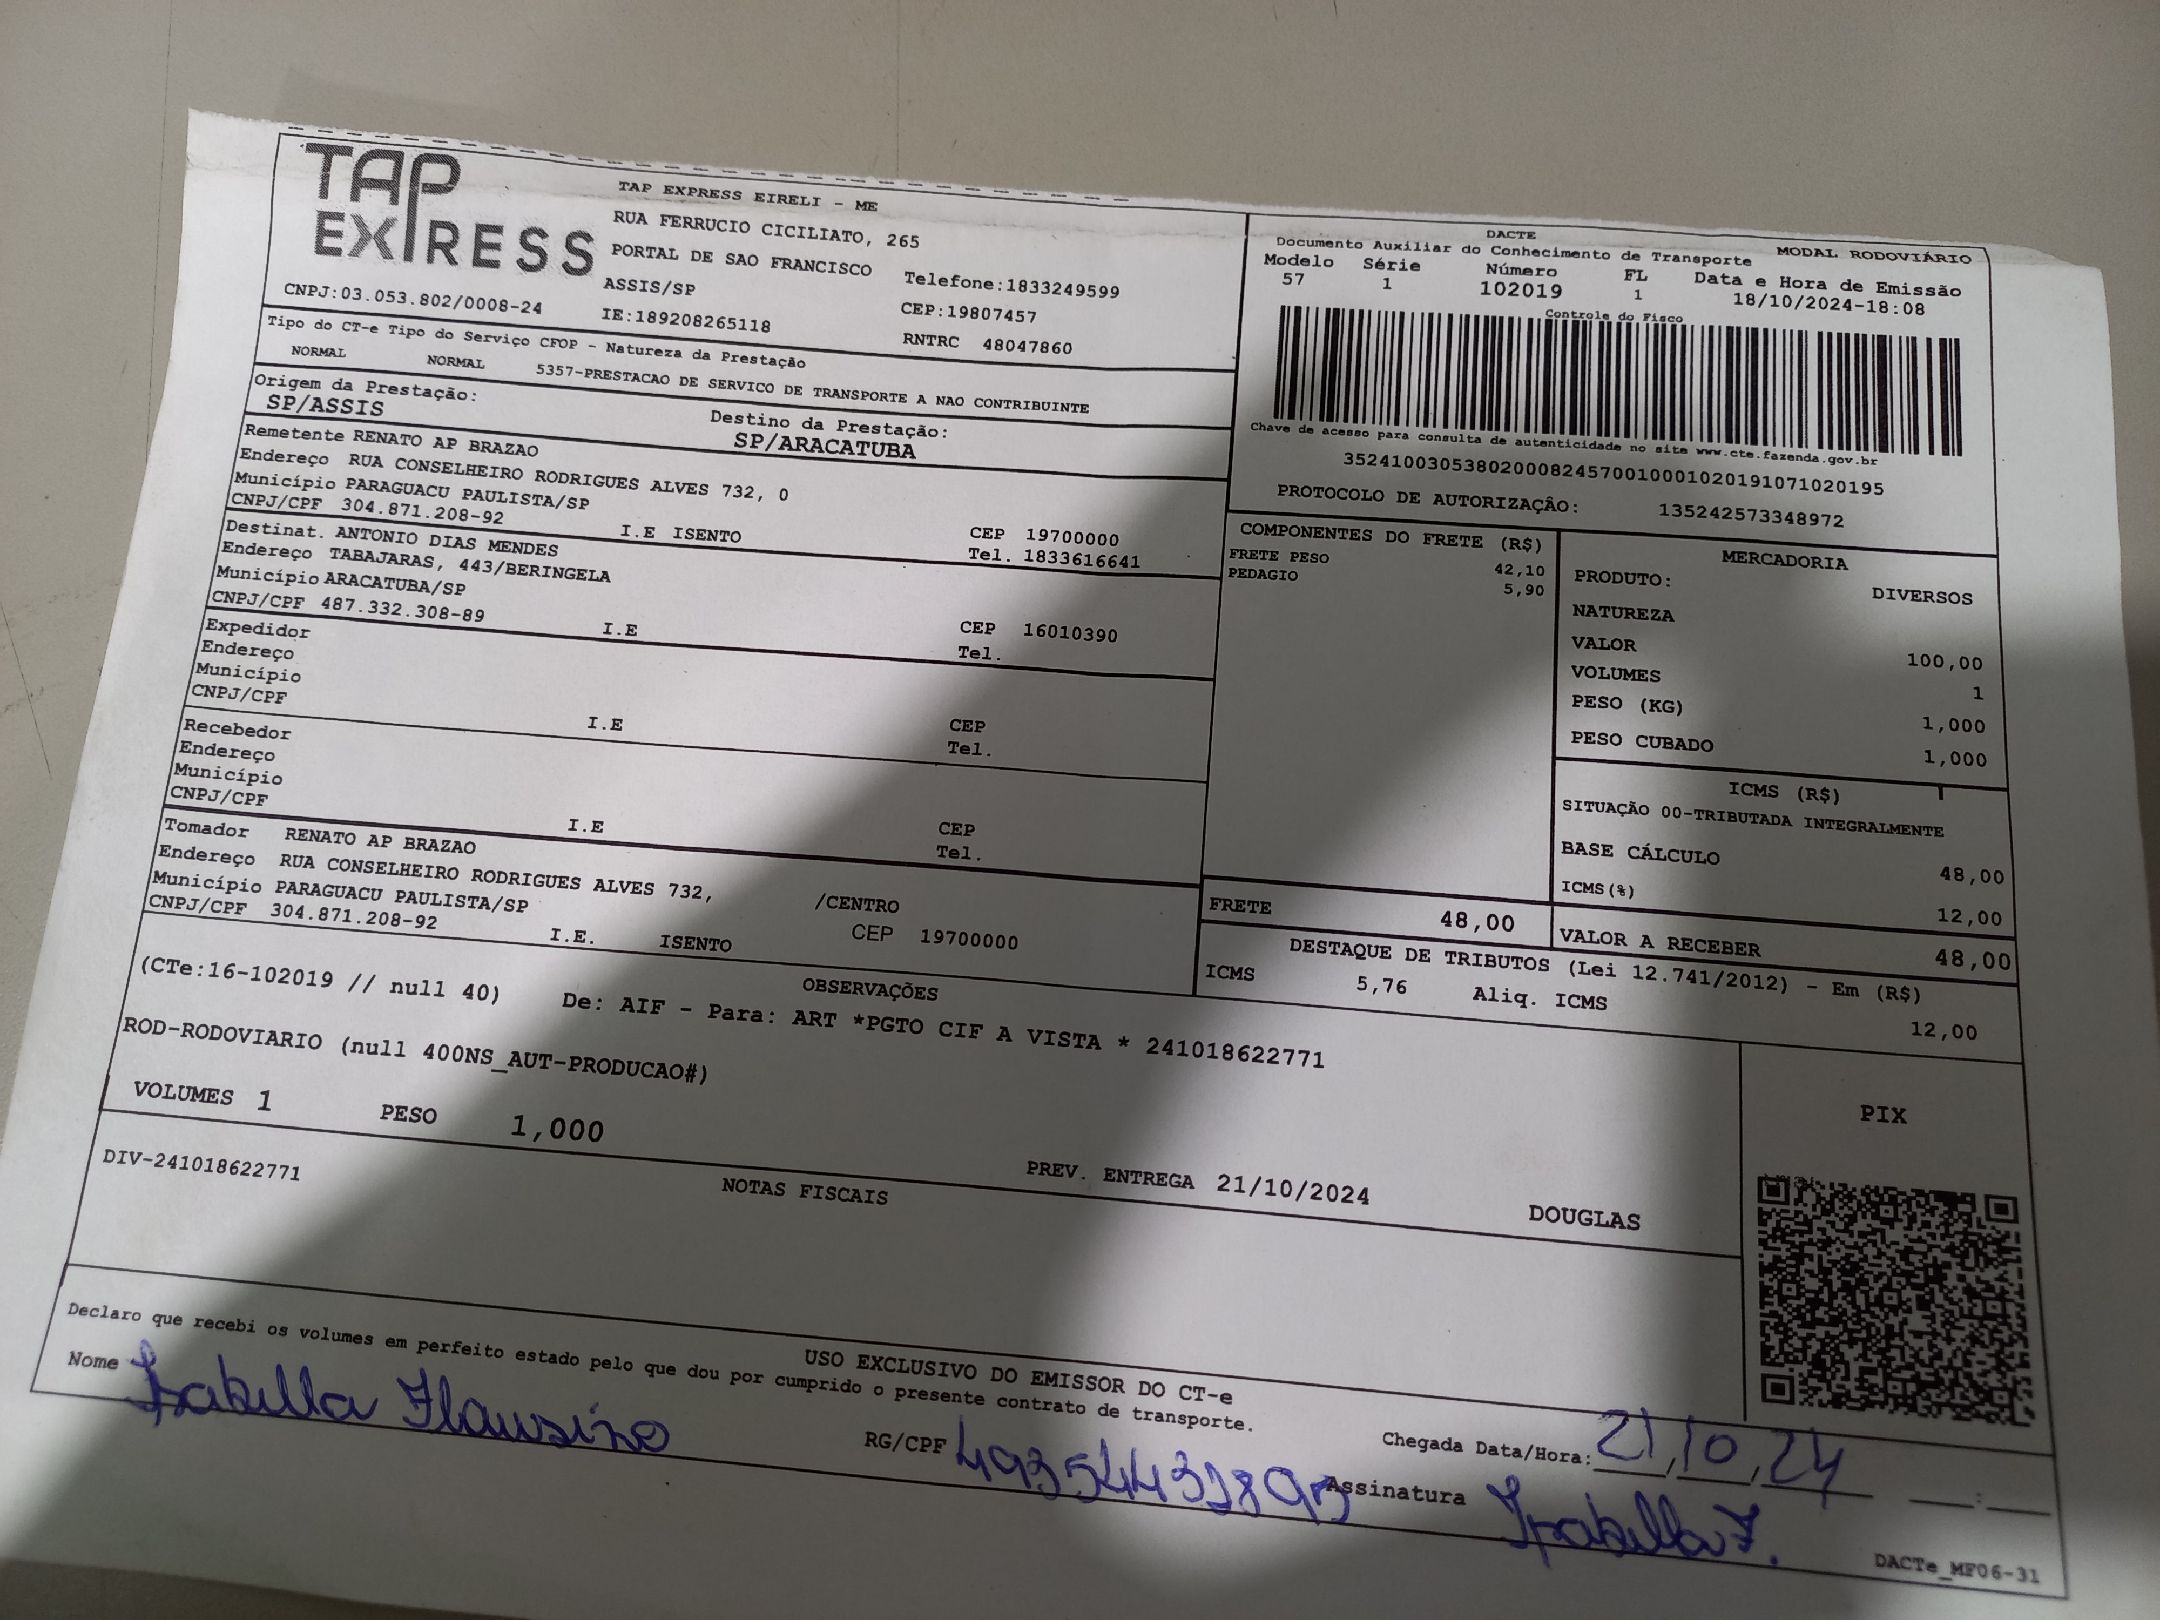 TAP EXPRESS
TAP EXPRESS EIRELI - ME
RUA FERRUCIO CICILIATO, 265
PORTAL DE SAO FRANCISCO Telefone:1833249599
ASSIS/SP CEP:19807457
CNPJ:03.053.802/0008-24 IE:189208265118 RNTRC 48047860
Tipo do CT-e Tipo do Serviço CFOP - Natureza da Prestação
NORMAL NORMAL 5357-PRESTACAO DE SERVICO DE TRANSPORTE A NAO CONTRIBUINTE
Origem da Prestação: Destino da Prestação:
SP/ASSIS SP/ARACATUBA
Remetente RENATO AP BRAZAO
Endereço RUA CONSELHEIRO RODRIGUES ALVES 732, 0
Município PARAGUACU PAULISTA/SP CEP 19700000
CNPJ/CPF 304.871.208-92 I.E ISENTO Tel. 1833616641
Destinat. ANTONIO DIAS MENDES
Endereço TABAJARAS, 443/BERINGELA
Município ARACATUBA/SP CEP 16010390
CNPJ/CPF 487.332.308-89 I.E Tel.
Expedidor
Endereço
Município CEP
CNPJ/CPF I.E Tel.
Recebedor
Endereço
Município CEP
CNPJ/CPF I.E Tel.
Tomador RENATO AP BRAZAO
Endereço RUA CONSELHEIRO RODRIGUES ALVES 732, /CENTRO
Município PARAGUACU PAULISTA/SP CEP 19700000
CNPJ/CPF 304.871.208-92 I.E. ISENTO
DACTE MODAL RODOVIÁRIO
Documento Auxiliar do Conhecimento de Transporte
Modelo Série Número FL Data e Hora de Emissão
57 1 102019 1 18/10/2024-18:08
Controle do Fisco
Chave de acesso para consulta de autenticidade no site www.cte.fazenda.gov.br
35241003053802000824570010001020191071020195
PROTOCOLO DE AUTORIZAÇÃO: 135242573348972
COMPONENTES DO FRETE (R$)
FRETE PESO 42,10
PEDAGIO 5,90
MERCADORIA
PRODUTO: DIVERSOS
NATUREZA
VALOR 100,00
VOLUMES 1
PESO (KG) 1,000
PESO CUBADO 1,000
ICMS (R$)
SITUAÇÃO 00-TRIBUTADA INTEGRALMENTE
BASE CÁLCULO 48,00
ICMS(%) 12,00
FRETE 48,00 VALOR A RECEBER 48,00
DESTAQUE DE TRIBUTOS (Lei 12.741/2012) - Em (R$)
ICMS 5,76 Aliq. ICMS 12,00
OBSERVAÇÕES
(CTe:16-102019 // null 40) De: AIF - Para: ART *PGTO CIF A VISTA * 241018622771
ROD-RODOVIARIO (null 400NS_AUT-PRODUCAO#)
VOLUMES 1 PESO 1,000 PREV. ENTREGA 21/10/2024 DOUGLAS
PIX
NOTAS FISCAIS
DIV-241018622771
USO EXCLUSIVO DO EMISSOR DO CT-e
Declaro que recebi os volumes em perfeito estado pelo que dou por cumprido o presente contrato de transporte.
Chegada Data/Hora: 21/10/24 :
Nome Isabella Flausino RG/CPF Assinatura Isabella F.
DACTe_MF06-31